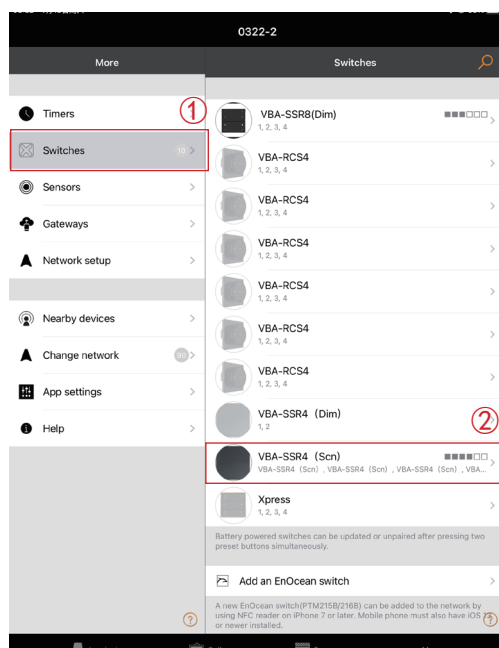 0322-2
More
Switches
Timers
①
Switches
10
Sensors
Gateways
Network setup
Nearby devices
Change network
90
App settings
Help
VBA-SSR8(Dim)
1, 2, 3, 4
VBA-RCS4
1, 2, 3, 4
VBA-RCS4
1, 2, 3, 4
VBA-RCS4
1, 2, 3, 4
VBA-RCS4
1, 2, 3, 4
VBA-RCS4
1, 2, 3, 4
VBA-RCS4
1, 2, 3, 4
VBA-SSR4（Dim）
1, 2
②
VBA-SSR4（Scn）
VBA-SSR4（Scn）, VBA-SSR4（Scn）, VBA-SSR4（Scn）, VBA...
Xpress
1, 2, 3, 4
Battery powered switches can be updated or unpaired after pressing two
preset buttons simultaneously.
Add an EnOcean switch
A new EnOcean switch(PTM215B/216B) can be added to the network by
using NFC reader on iPhone 7 or later. Mobile phone must also have iOS
or newer installed.
?
?